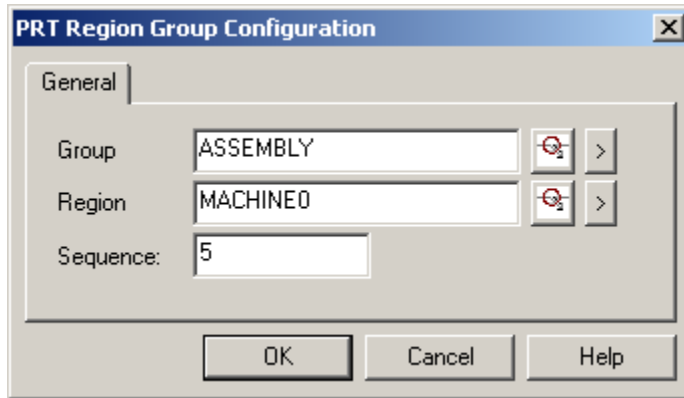 PRT Region Group Configuration
General
Group ASSEMBLY >
Region MACHINE0 >
Sequence: 5
OK Cancel Help